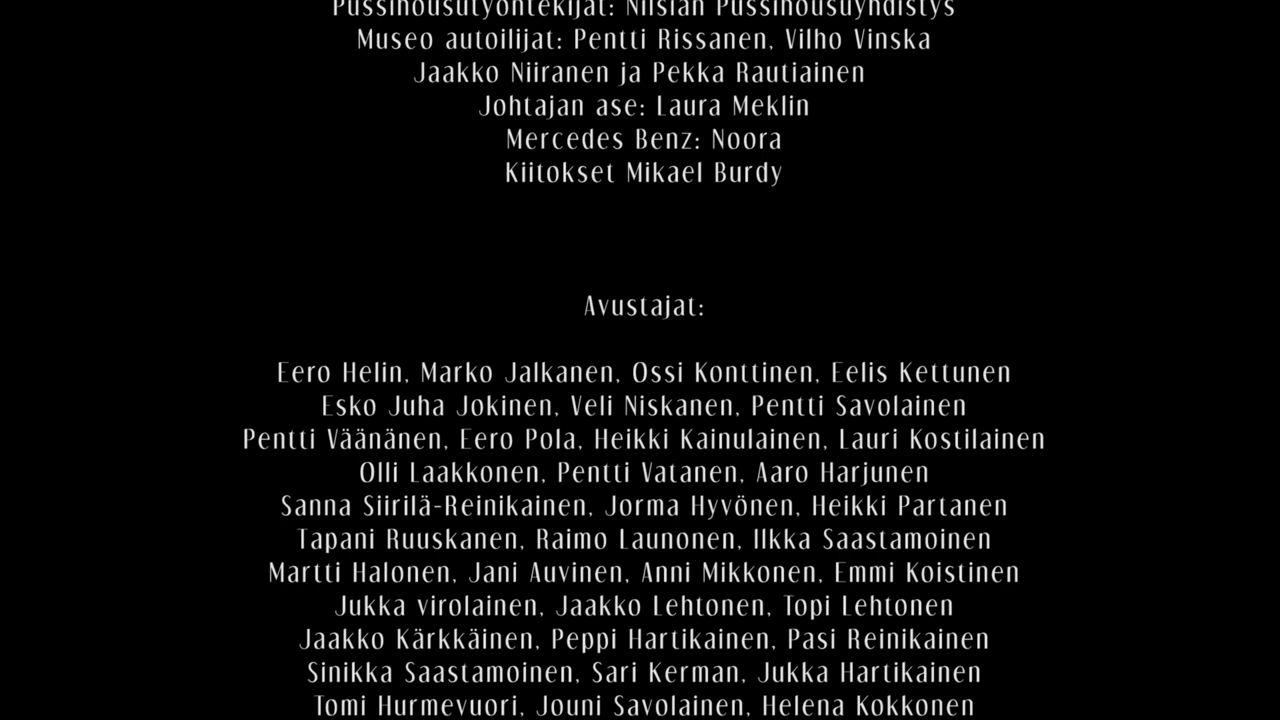 Pussihousutyöntekijät: Nilsiän Pussihousuyhdistys
Museo autoilijat: Pentti Rissanen, Vilho Vinska
Jaakko Niiranen ja Pekka Rautiainen
Johtajan ase: Laura Meklin
Mercedes Benz: Noora
Kiitokset Mikael Burdy
Avustajat:
Eero Helin, Marko Jalkanen, Ossi Konttinen, Eelis Kettunen
Esko Juha Jokinen, Veli Niskanen, Pentti Savolainen
Pentti Väänänen, Eero Pola, Heikki Kainulainen, Lauri Kostilainen
Olli Laakkonen, Pentti Vatanen, Aaro Harjunen
Sanna Siirilä-Reinikainen, Jorma Hyvönen, Heikki Partanen
Tapani Ruuskanen, Raimo Launonen, Ilkka Saastamoinen
Martti Halonen, Jani Auvinen, Anni Mikkonen, Emmi Koistinen
Jukka virolainen, Jaakko Lehtonen, Topi Lehtonen
Jaakko Kärkkäinen, Peppi Hartikainen, Pasi Reinikainen
Sinikka Saastamoinen, Sari Kerman, Jukka Hartikainen
Tomi Hurmevuori, Jouni Savolainen, Helena Kokkonen